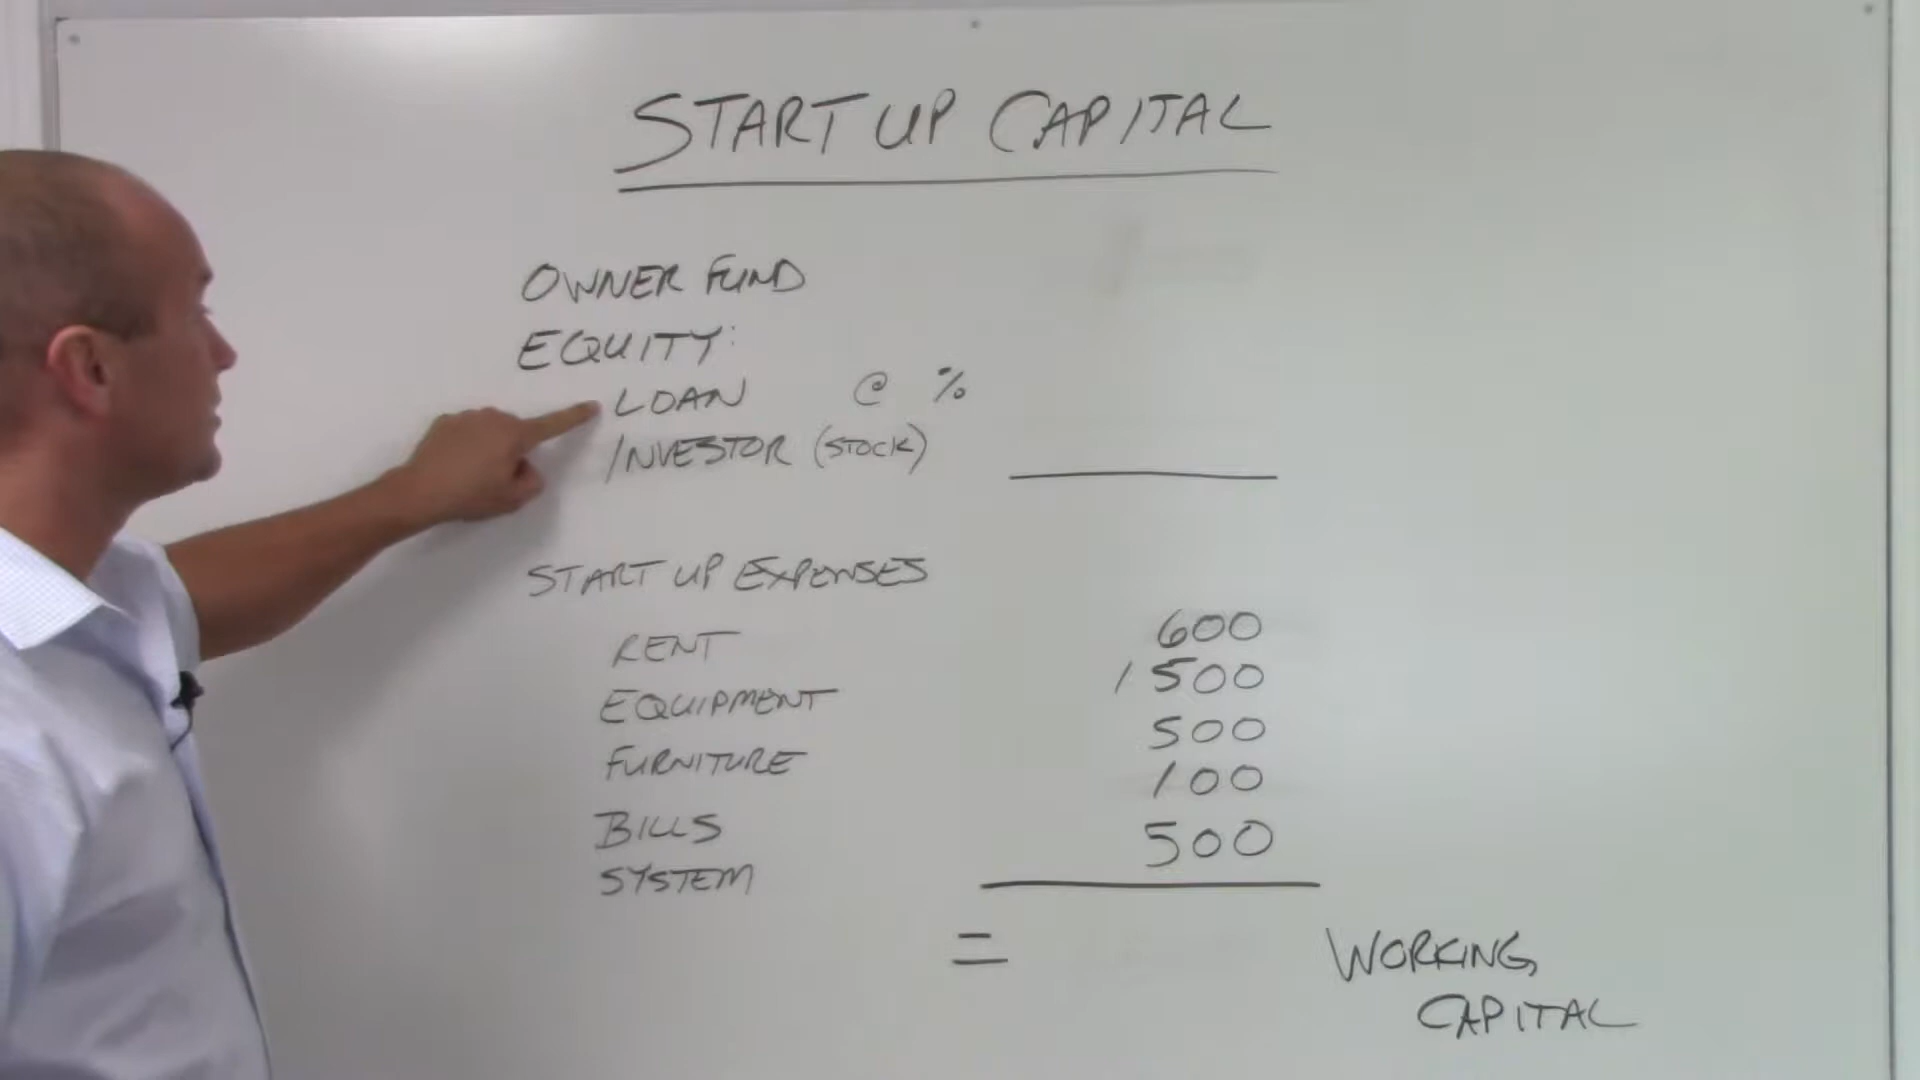 START UP CAPITAL
OWNER FUND
EQUITY:
LOAN @ %
INVESTOR (STOCK)
START UP EXPENSES
RENT 600
EQUIPMENT 1500
FURNITURE 500
BILLS 100
SYSTEM 500
= WORKING
CAPITAL